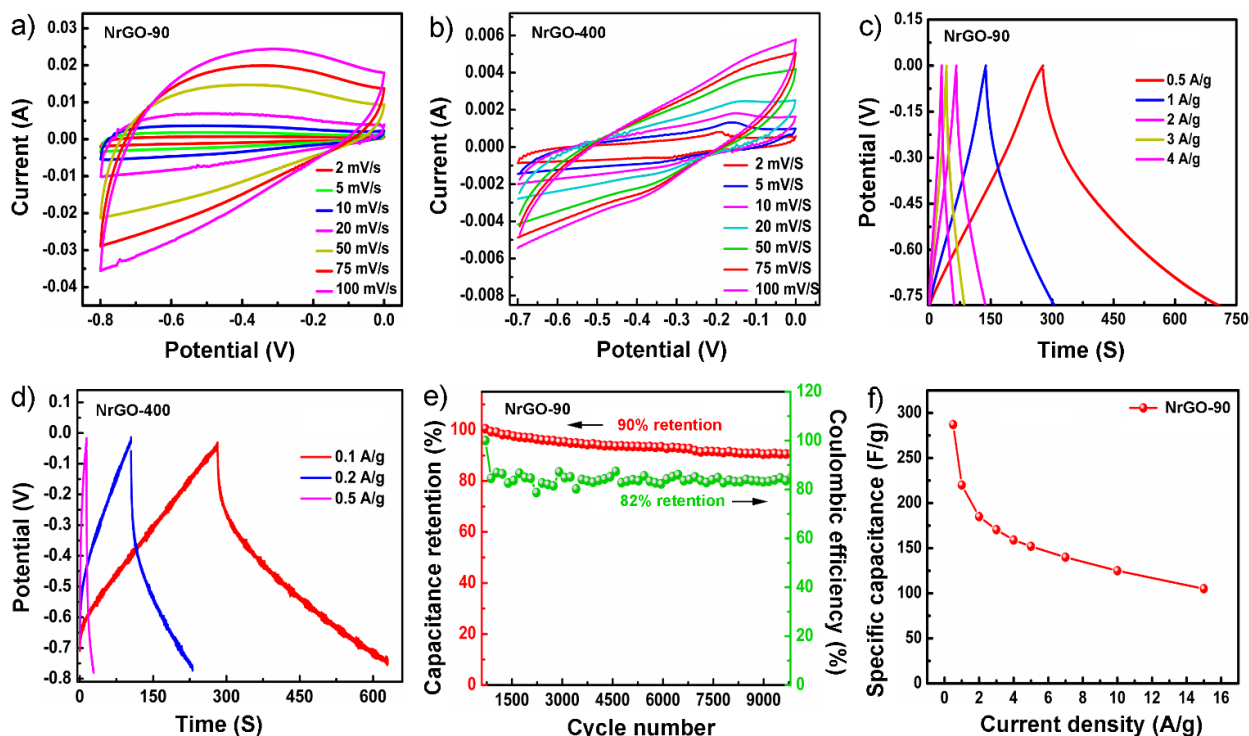 a)
NrGO-90
0.03
0.02
0.01
0.00
-0.01
-0.02
-0.03
-0.04
Current (A)
2 mV/s
5 mV/s
10 mV/s
20 mV/s
50 mV/s
75 mV/s
100 mV/s
-0.8
-0.6
-0.4
-0.2
0.0
Potential (V)
b)
NrGO-400
0.006
0.004
0.002
0.000
-0.002
-0.004
-0.006
-0.008
Current (A)
2 mV/S
5 mV/S
10 mV/S
20 mV/S
50 mV/S
75 mV/S
100 mV/S
-0.7
-0.6
-0.5
-0.4
-0.3
-0.2
-0.1
0.0
Potential (V)
c)
NrGO-90
0.15
0.00
-0.15
-0.30
-0.45
-0.60
-0.75
Potential (V)
0.5 A/g
1 A/g
2 A/g
3 A/g
4 A/g
0
150
300
450
600
750
Time (S)
d)
NrGO-400
0.1
0.0
-0.1
-0.2
-0.3
-0.4
-0.5
-0.6
-0.7
-0.8
Potential (V)
0.1 A/g
0.2 A/g
0.5 A/g
0
150
300
450
600
Time (S)
e)
NrGO-90
100
80
60
40
20
0
Capacitance retention (%)
90% retention
82% retention
120
100
80
60
40
20
0
Coulombic efficiency
(%)
1500
3000
4500
6000
7500
9000
Cycle number
f)
NrGO-90
300
250
200
150
100
50
0
Specific capacitance (F/g)
0
2
4
6
8
10
12
14
16
Current density (A/g)